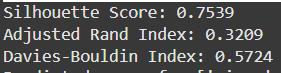 Silhouette Score: 0.7539
Adjusted Rand Index: 0.3209
Davies-Bouldin Index: 0.5724